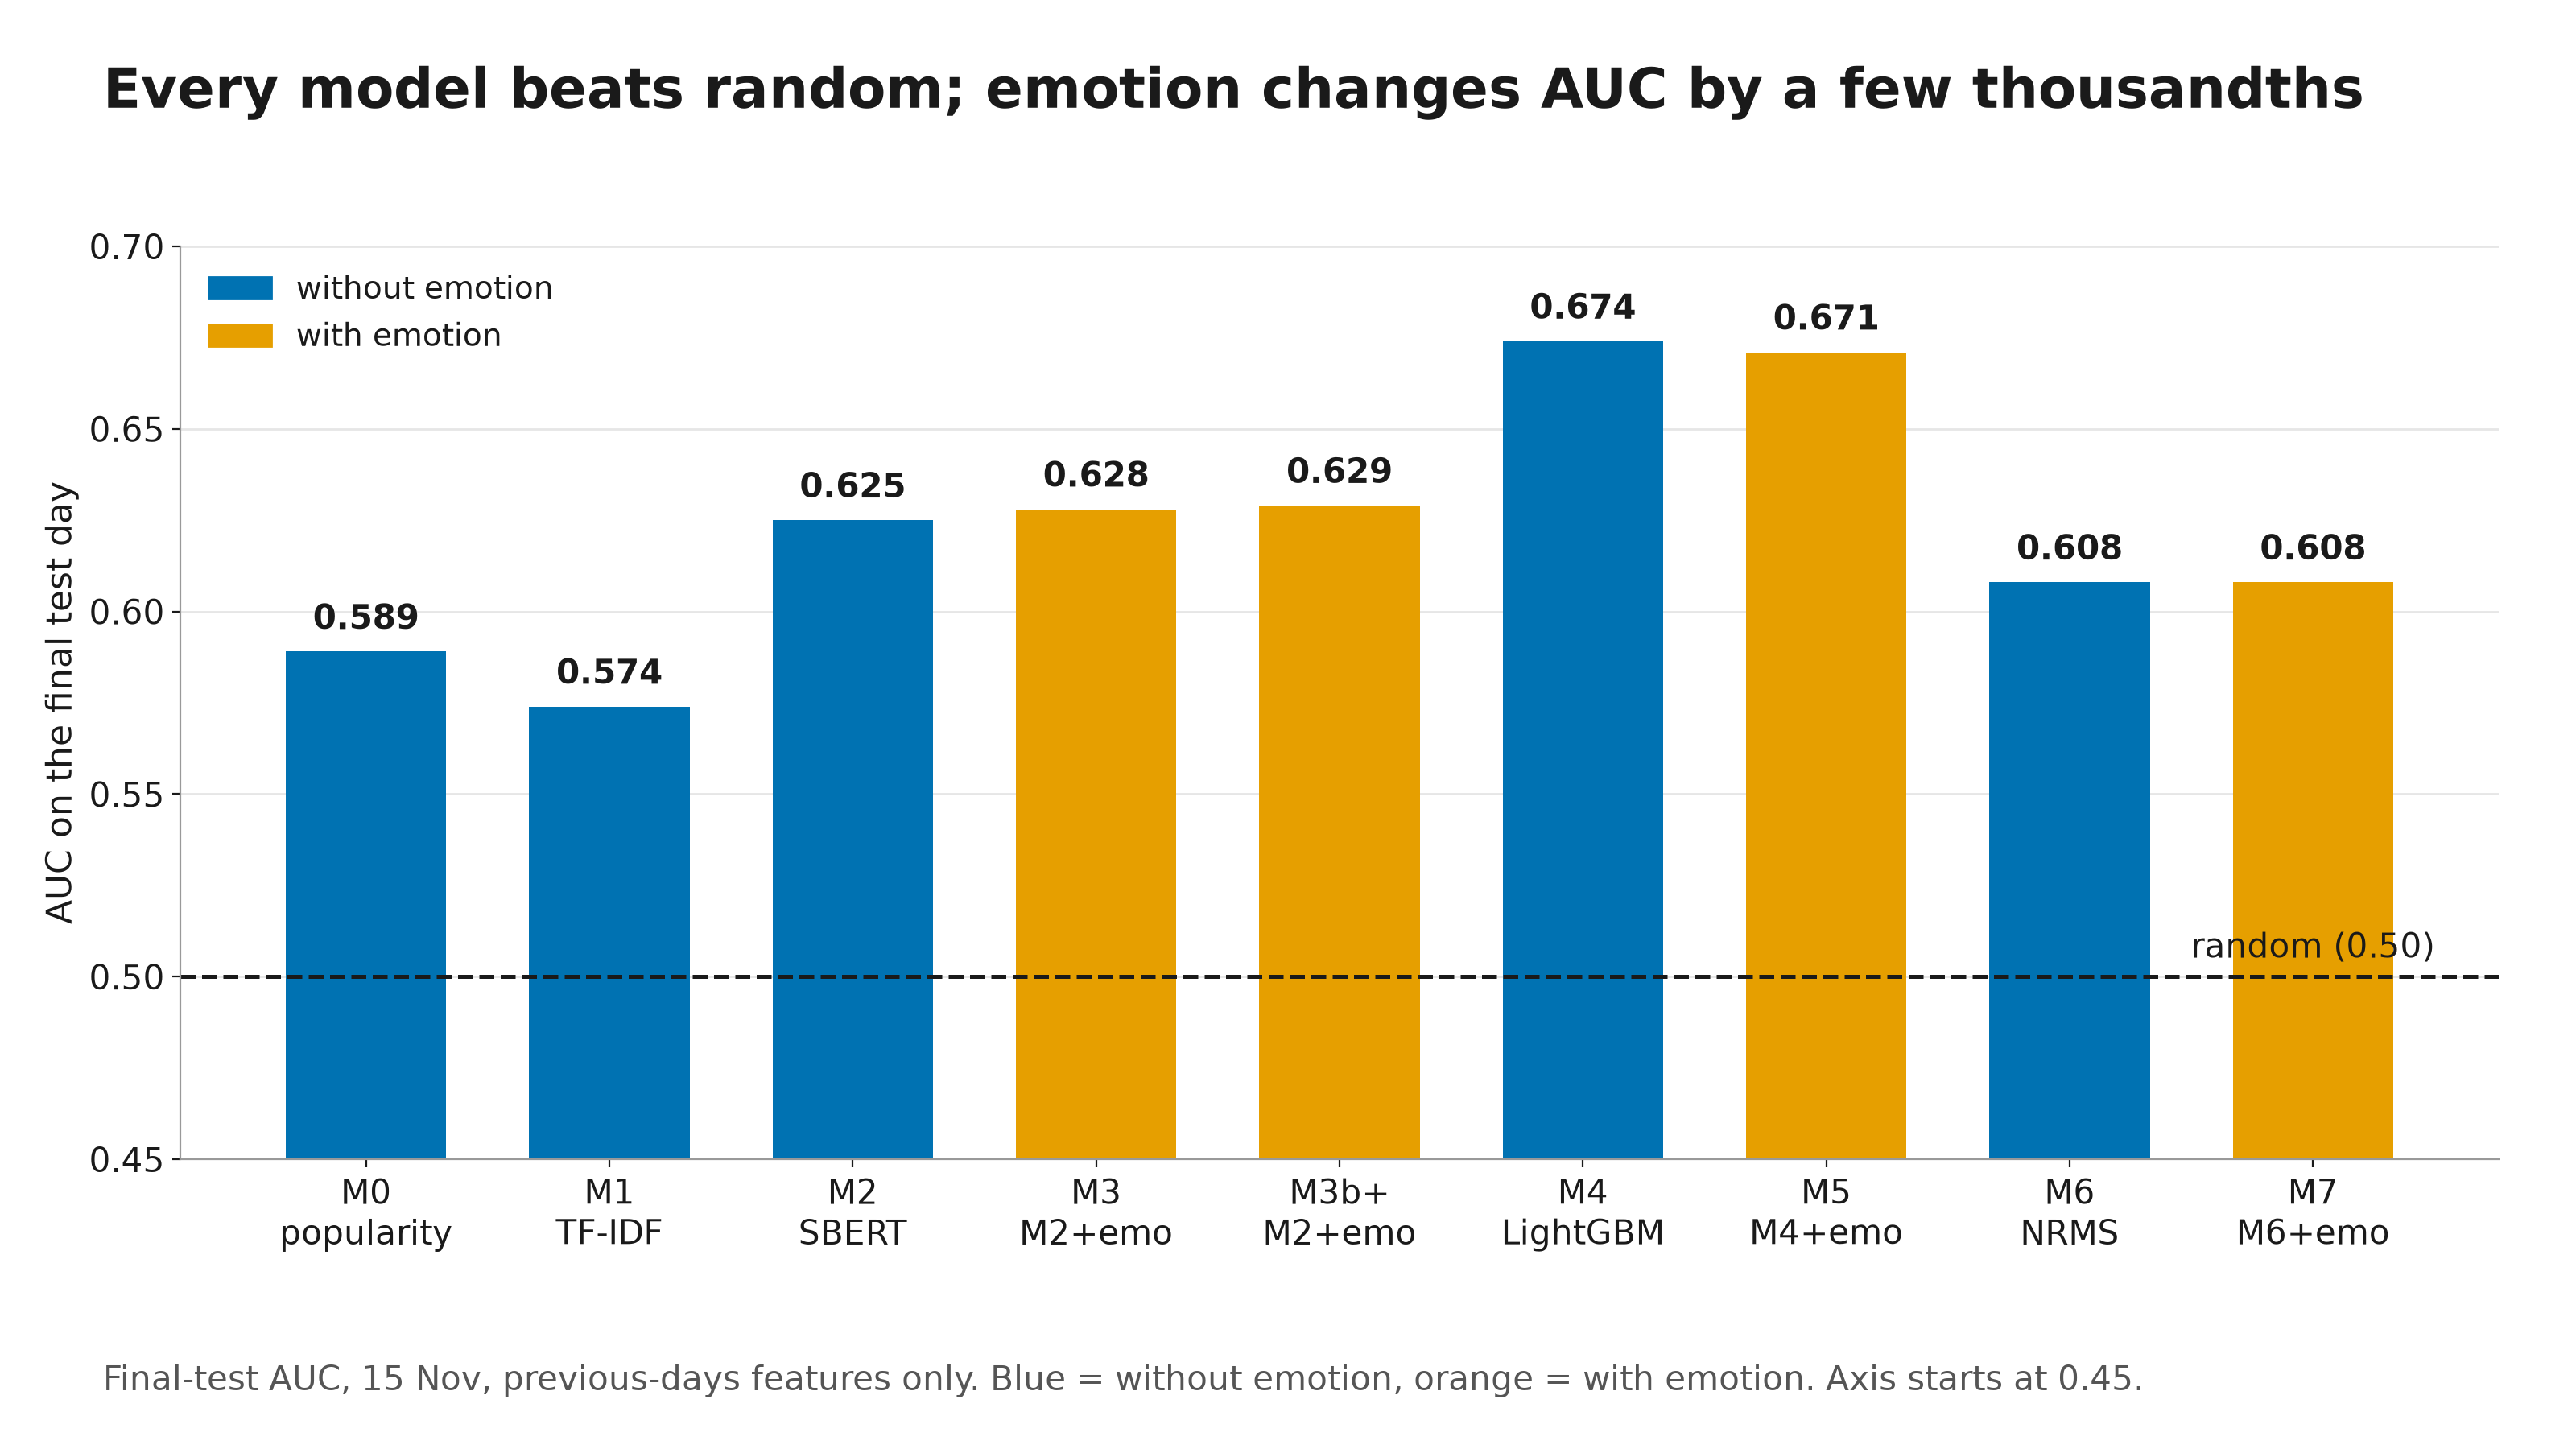 Every model beats random; emotion changes AUC by a few thousandths
without emotion
with emotion
AUC on the final test day
0.70
0.65
0.60
0.55
0.50
0.45
0.589
0.574
0.625
0.628
0.629
0.674
0.671
0.608
0.608
random (0.50)
M0
popularity
M1
TF-IDF
M2
SBERT
M3
M2+emo
M3b+
M2+emo
M4
LightGBM
M5
M4+emo
M6
NRMS
M7
M6+emo
Final-test AUC, 15 Nov, previous-days features only. Blue = without emotion, orange = with emotion. Axis starts at 0.45.